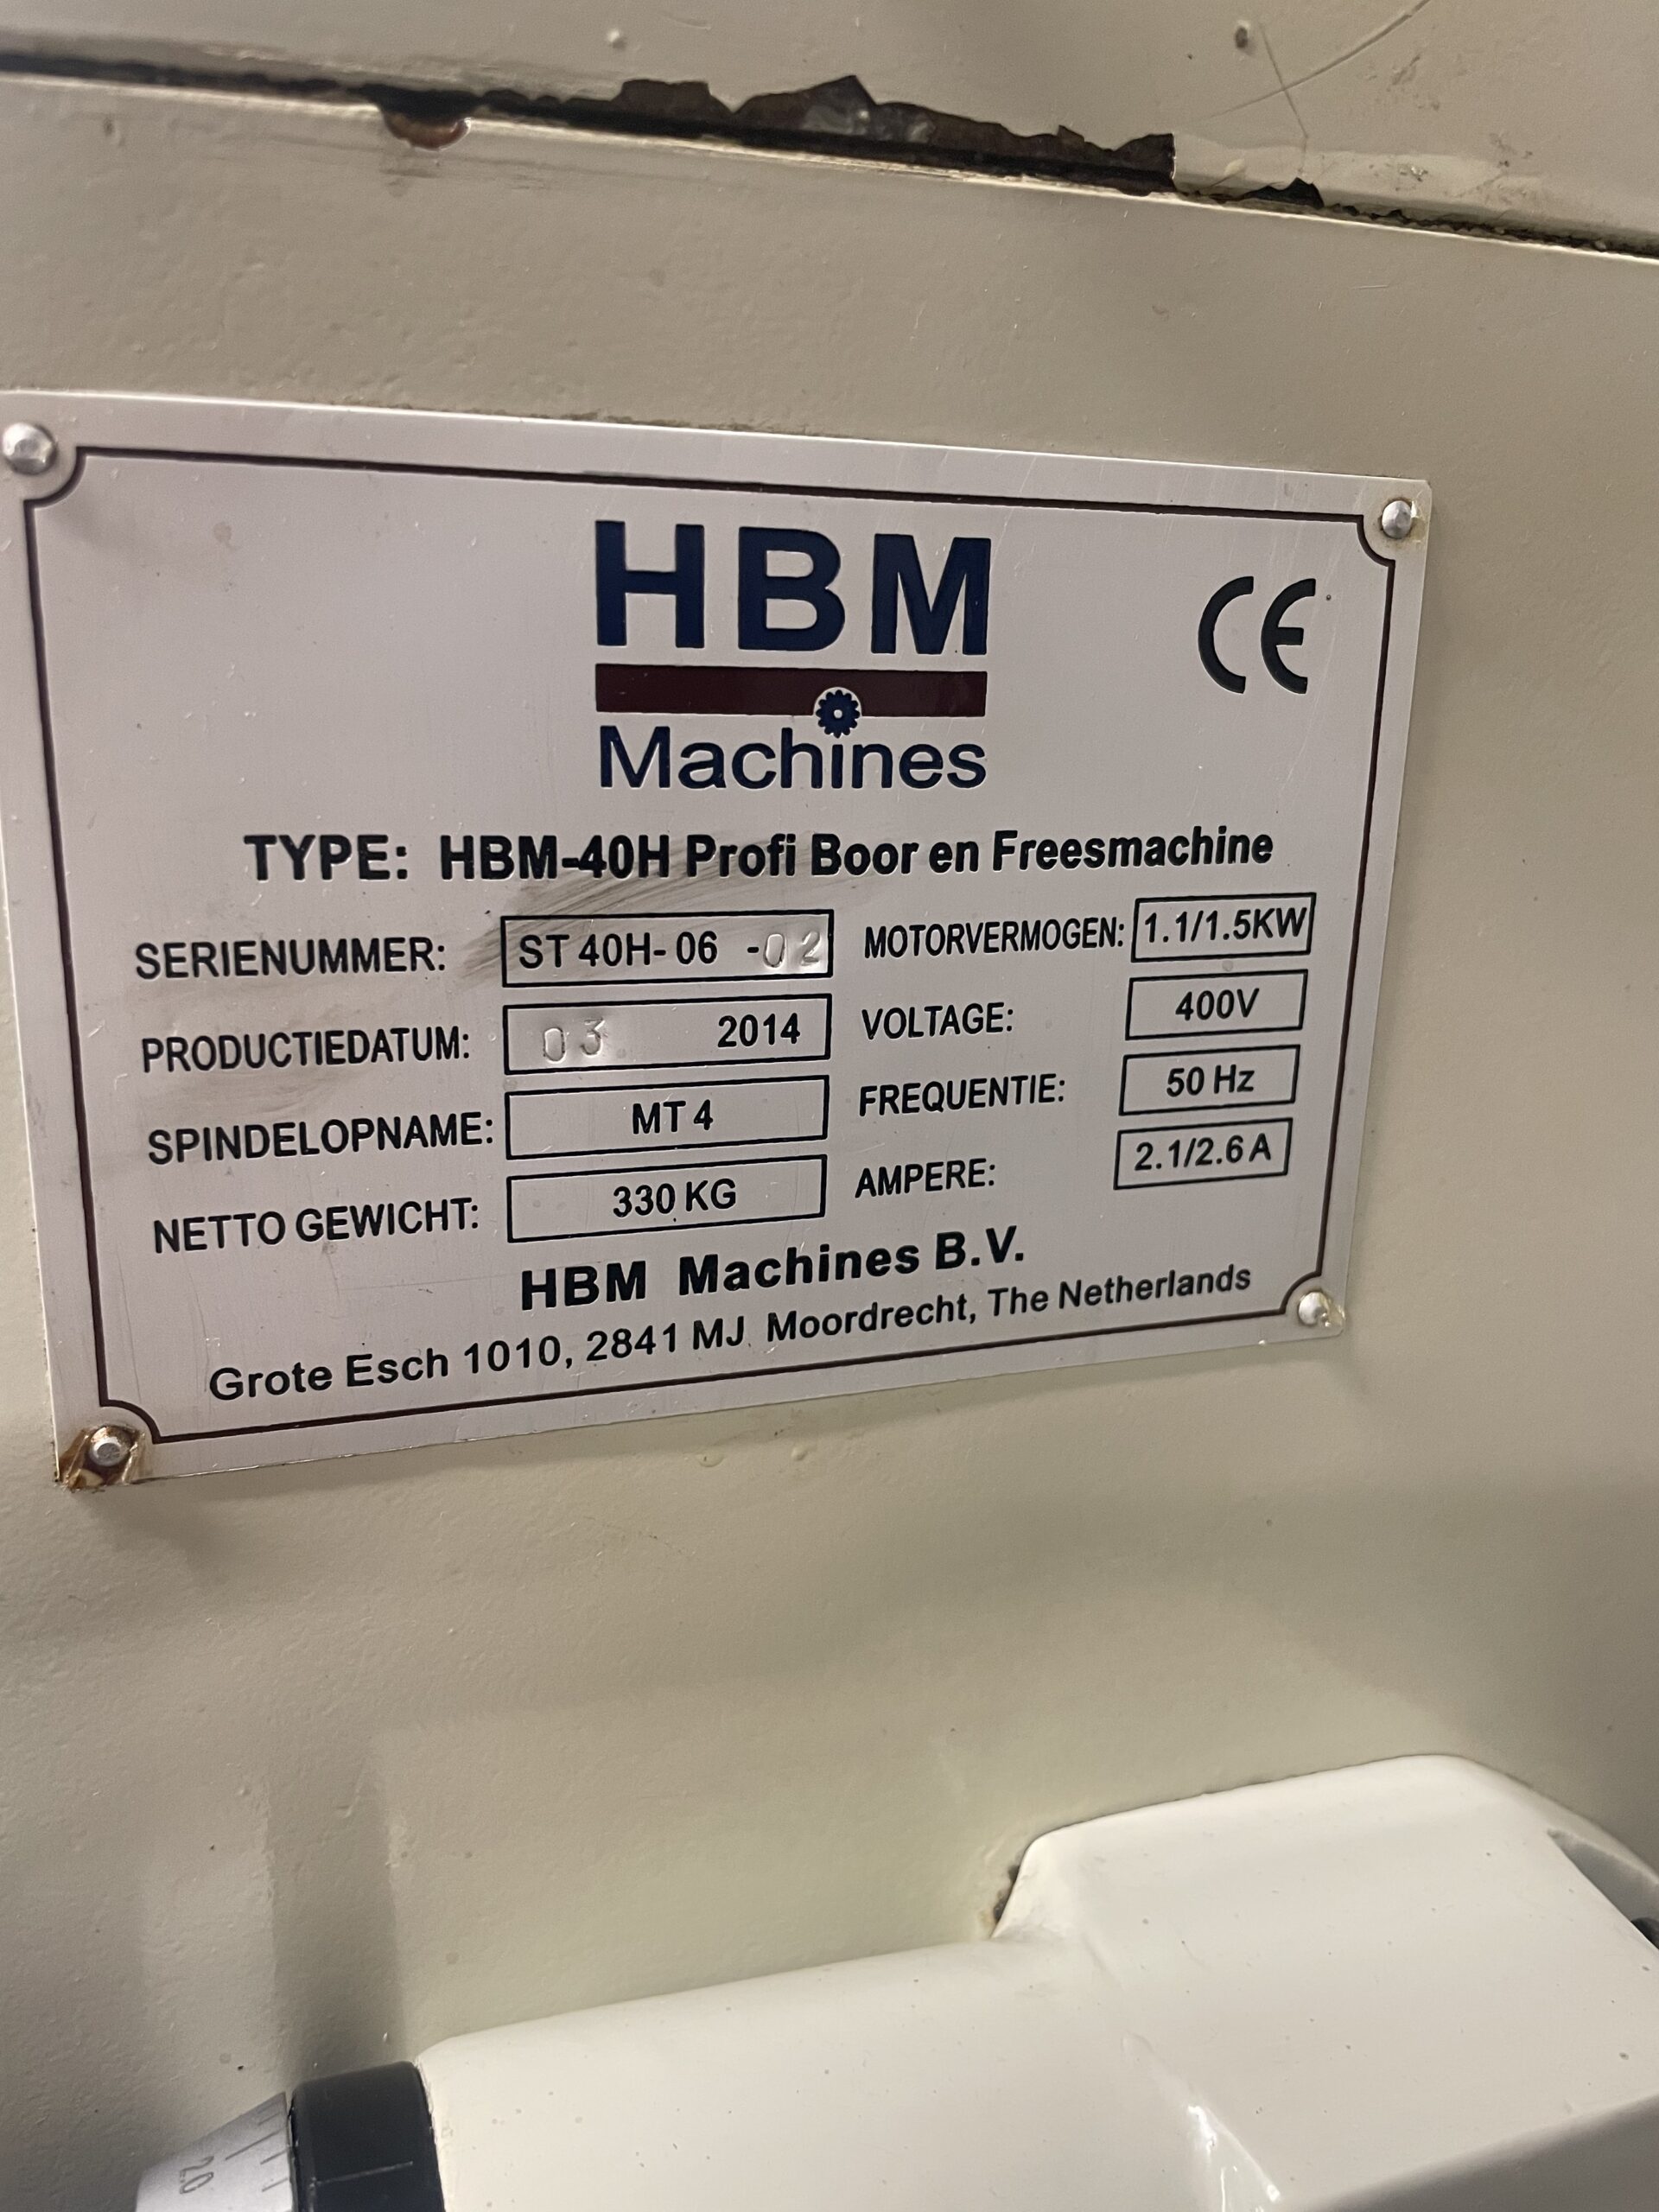 HBM
Machines
CE
TYPE: HBM-40H Profi Boor en Freesmachine
SERIENUMMER: ST 40H- 06 -02
MOTORVERMOGEN: 1.1/1.5KW
PRODUCTIEDATUM: 03 2014
VOLTAGE: 400V
SPINDELOPNAME: MT 4
FREQUENTIE: 50 Hz
NETTO GEWICHT: 330 KG
AMPERE: 2.1/2.6 A
HBM Machines B.V.
Grote Esch 1010, 2841 MJ Moordrecht, The Netherlands
20